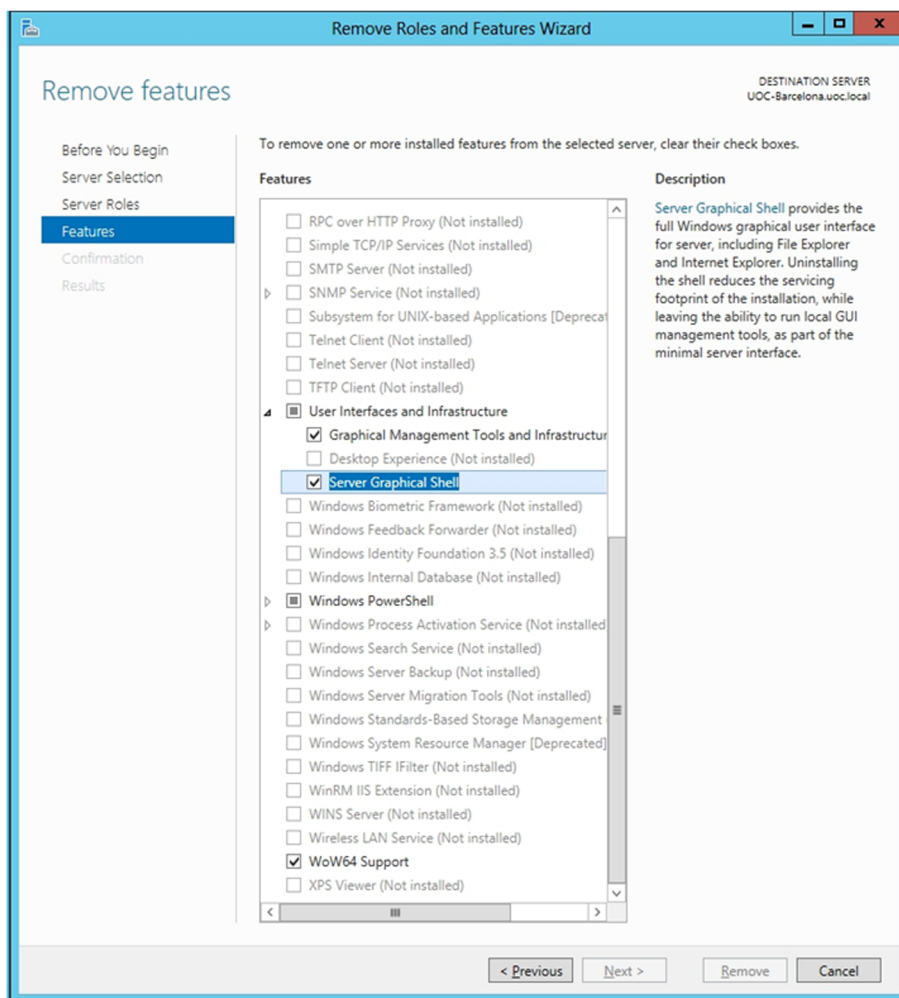 Remove Roles and Features Wizard
Remove features
DESTINATION SERVER
UOC-Barcelona.uoc.local
Before You Begin
Server Selection
Server Roles
Features
Confirmation
Results
To remove one or more installed features from the selected server, clear their check boxes.
Features
RPC over HTTP Proxy (Not installed)
Simple TCP/IP Services (Not installed)
SMTP Server (Not installed)
SNMP Service (Not installed)
Subsystem for UNIX-based Applications [Deprecat
Telnet Client (Not installed)
Telnet Server (Not installed)
TFTP Client (Not installed)
User Interfaces and Infrastructure
Graphical Management Tools and Infrastructur
Desktop Experience (Not installed)
Server Graphical Shell
Windows Biometric Framework (Not installed)
Windows Feedback Forwarder (Not installed)
Windows Identity Foundation 3.5 (Not installed)
Windows Internal Database (Not installed)
Windows PowerShell
Windows Process Activation Service (Not installed
Windows Search Service (Not installed)
Windows Server Backup (Not installed)
Windows Server Migration Tools (Not installed)
Windows Standards-Based Storage Management (
Windows System Resource Manager [Deprecated]
Windows TIFF IFilter (Not installed)
WinRM IIS Extension (Not installed)
WINS Server (Not installed)
Wireless LAN Service (Not installed)
WoW64 Support
XPS Viewer (Not installed)
Description
Server Graphical Shell provides the
full Windows graphical user interface
for server, including File Explorer
and Internet Explorer. Uninstalling
the shell reduces the servicing
footprint of the installation, while
leaving the ability to run local GUI
management tools, as part of the
minimal server interface.
< Previous
Next >
Remove
Cancel